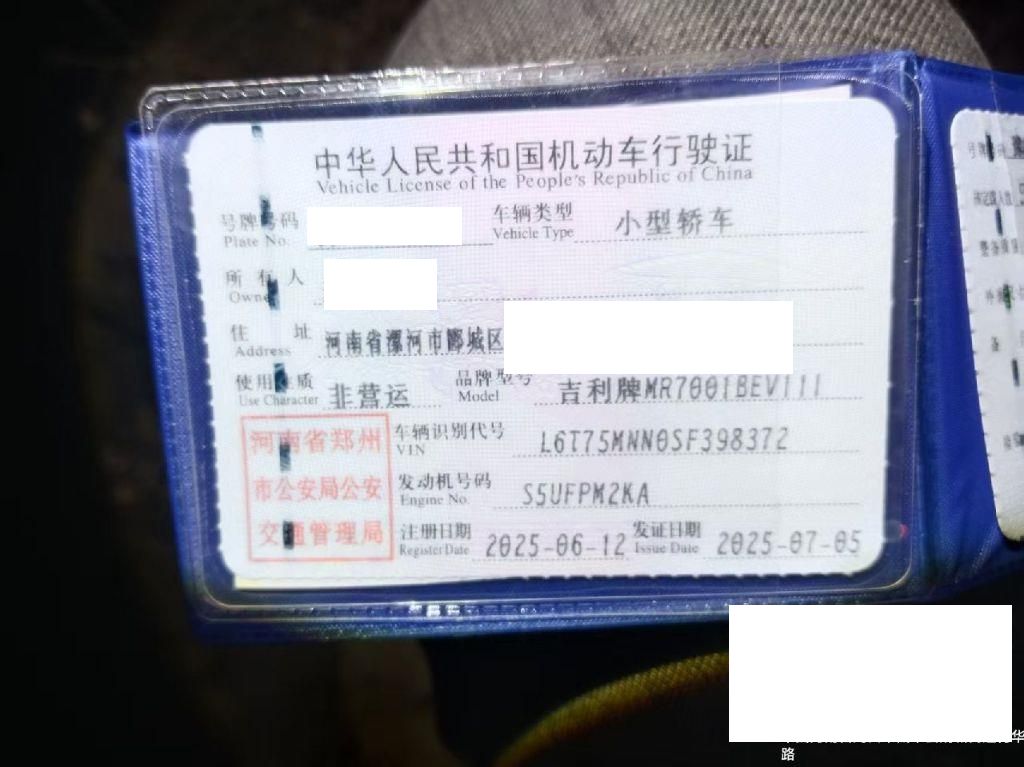 中华人民共和国机动车行驶证
Vehicle License of the People's Republic of China
号牌号码 车辆类型 小型轿车
Plate No. Vehicle Type
所有人
Owner
住址 河南省漯河市郾城区
Address
使用性质 非营运 品牌型号 吉利牌MR7001BEV111
Use Character Model
河南省郑州
市公安局公安
交通管理局
车辆识别代号 L6T75MNN0SF398372
VIN
发动机号码 S5UFPM2KA
Engine No.
注册日期 2025-06-12 发证日期 2025-07-05
Register Date Issue Date
路